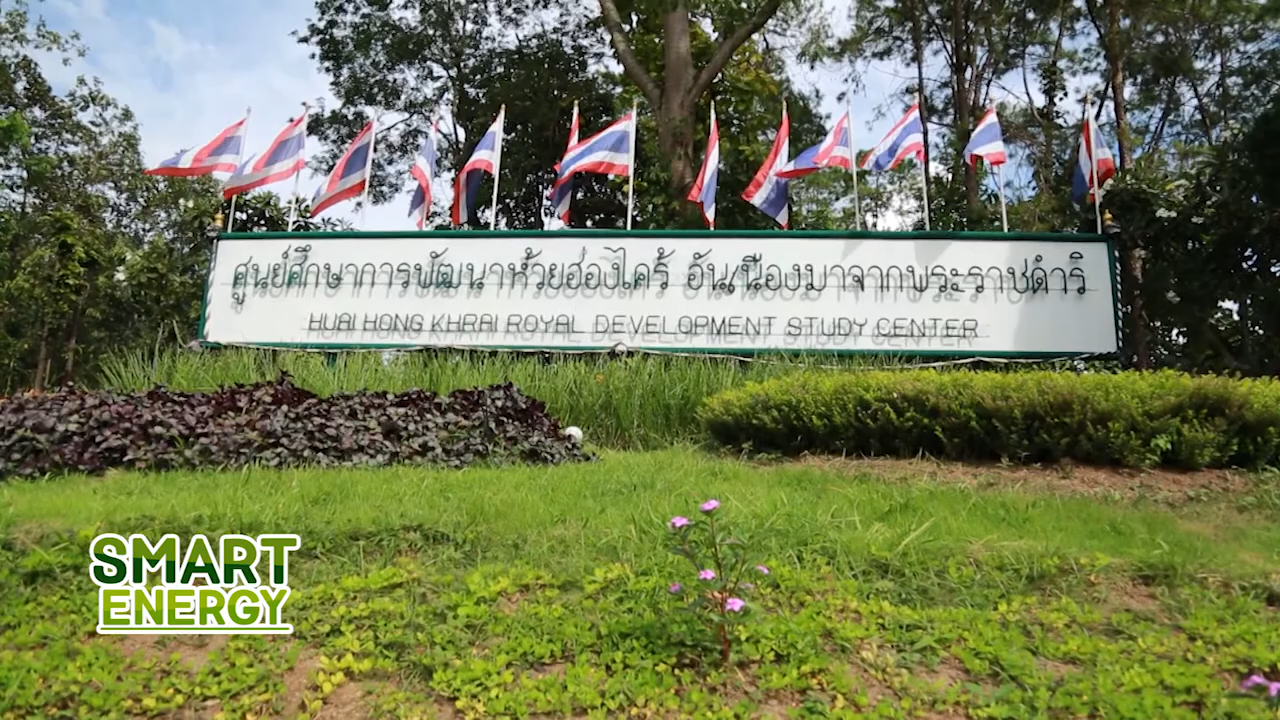 ศูนย์ศึกษาการพัฒนาห้วยฮ่องไคร้ อันเนื่องมาจากพระราชดำริ
HUAI HONG KHRAI ROYAL DEVELOPMENT STUDY CENTER
SMART
ENERGY